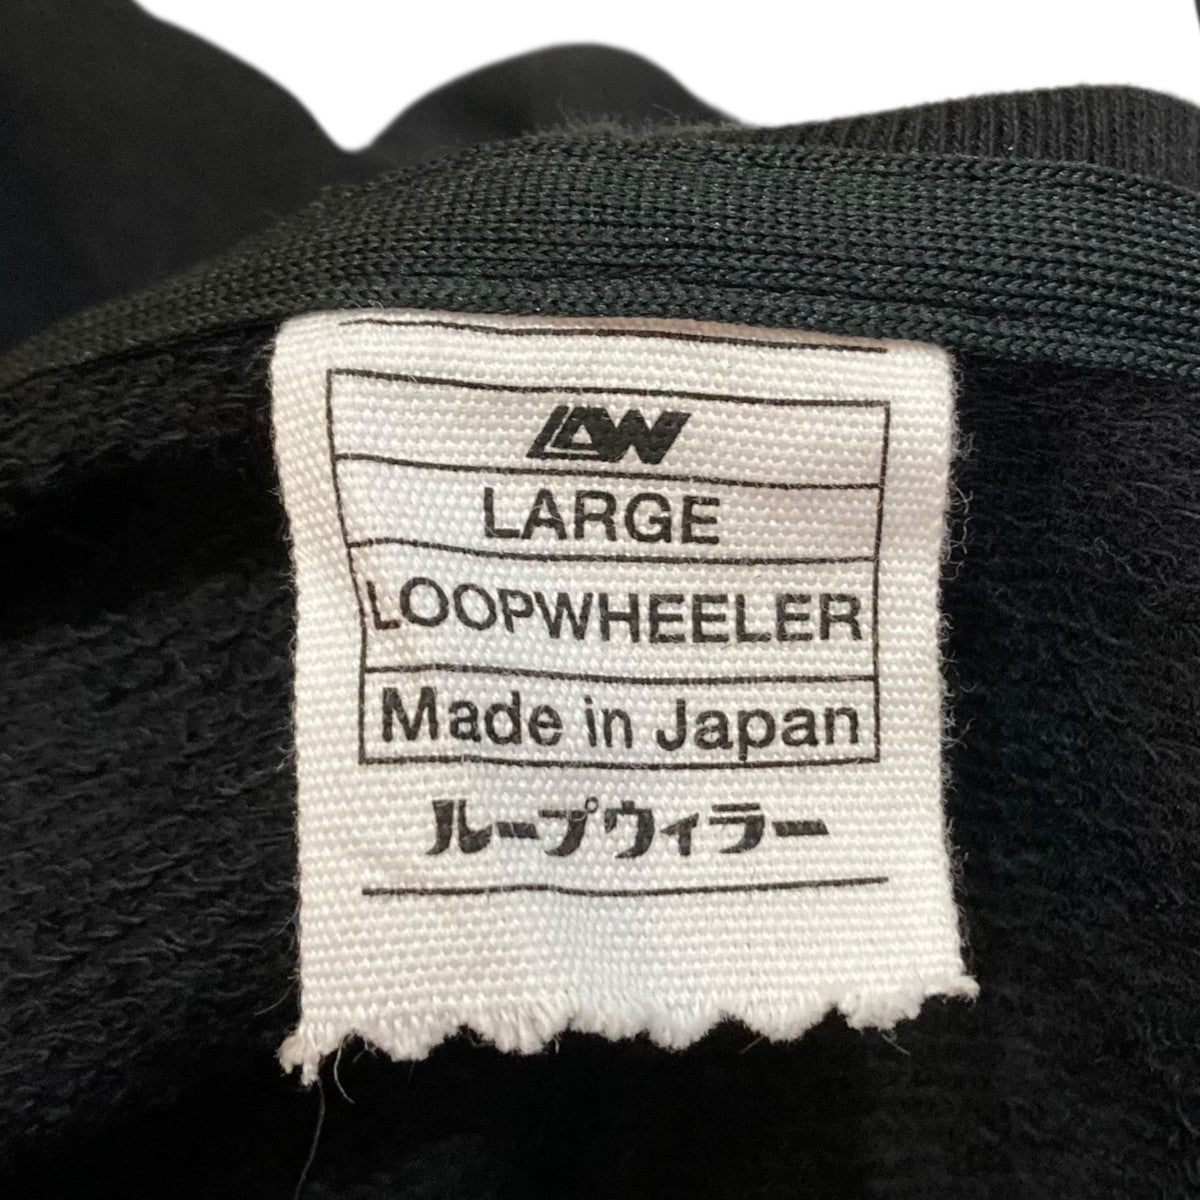 LW
LARGE
LOOPWHEELER
Made in Japan
ループウィラー